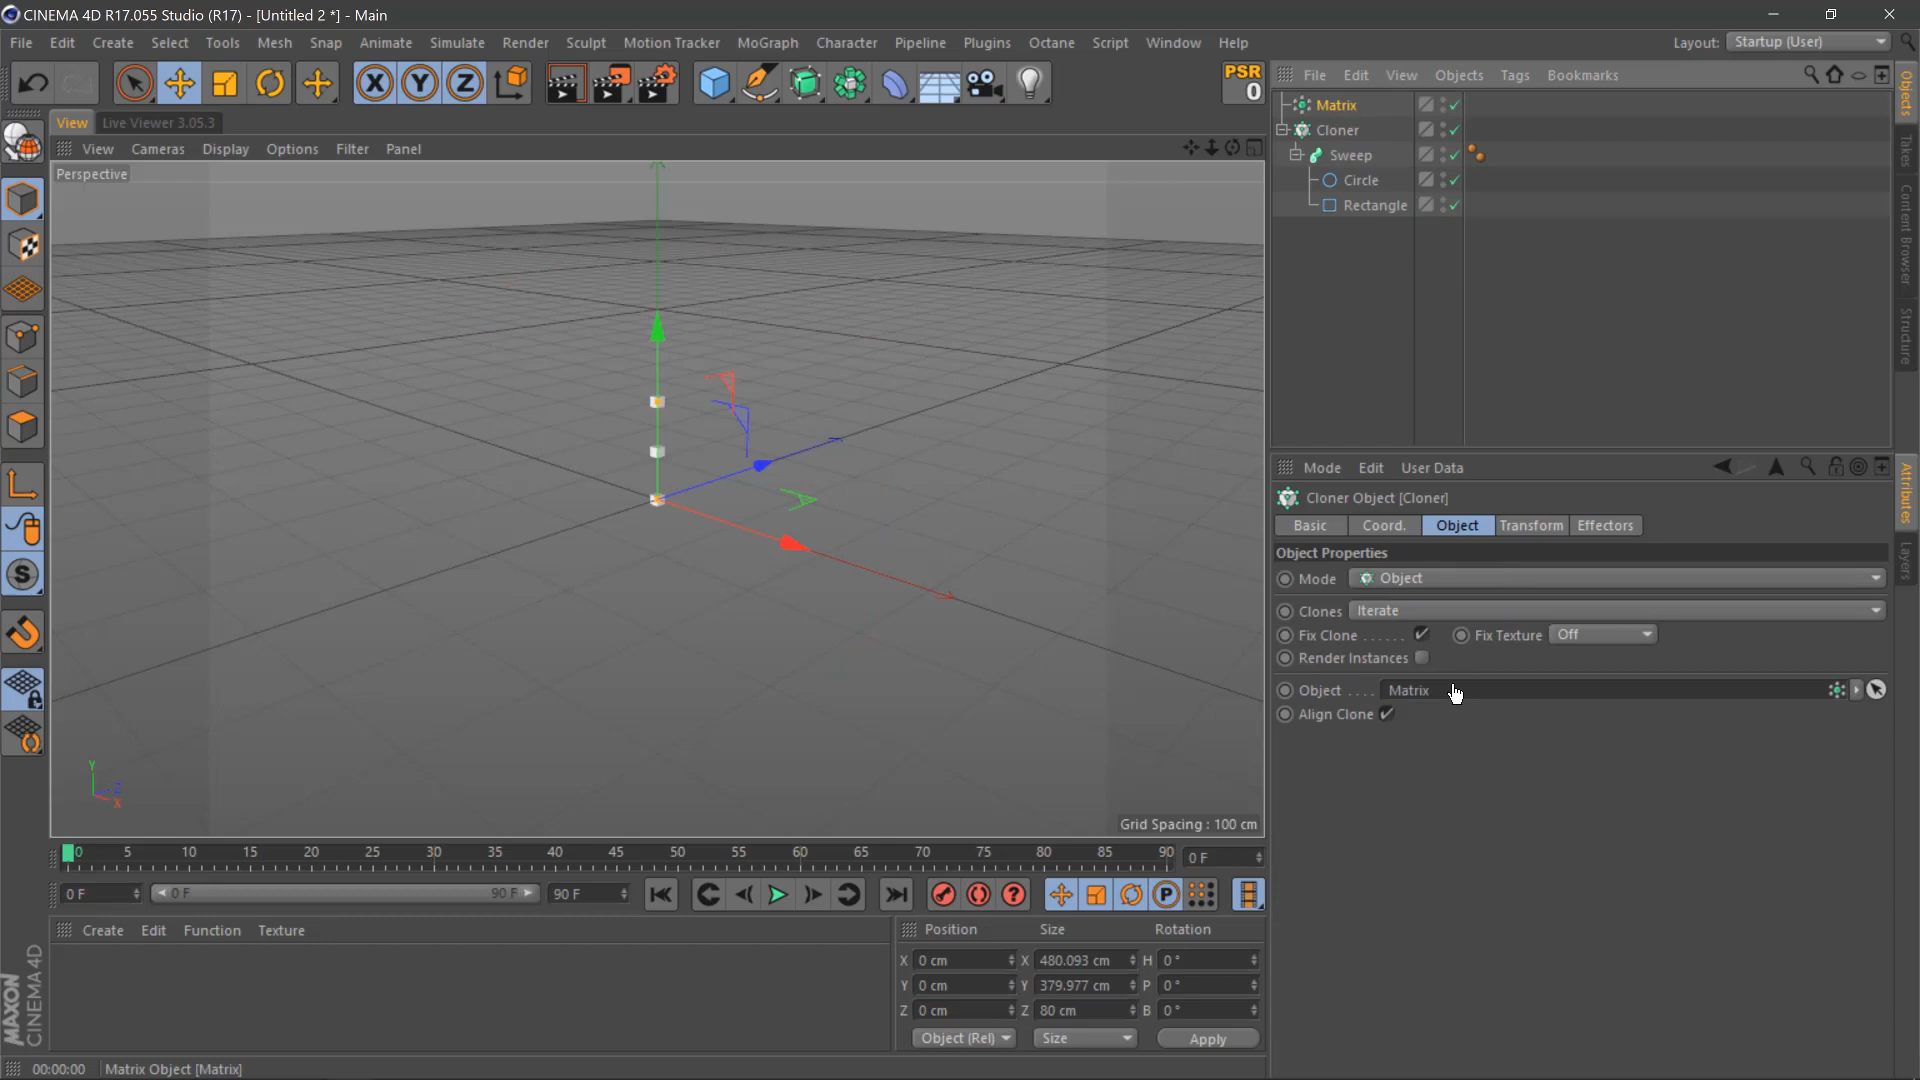 CINEMA 4D R17.055 Studio (R17) - [Untitled 2 *] - Main
File Edit Create Select Tools Mesh Snap Animate Simulate Render Sculpt Motion Tracker MoGraph Character Pipeline Plugins Octane Script Window Help Layout: Startup (User)
X Y Z PSR 0
File Edit View Objects Tags Bookmarks
View Live Viewer 3.05.3
View Cameras Display Options Filter Panel
Perspective
Matrix
Cloner
Sweep
Circle
Rectangle
Objects
Takes
Content Browser
Structure
Mode Edit User Data
Cloner Object [Cloner]
Basic Coord. Object Transform Effectors
Object Properties
Mode Object
Clones Iterate
Fix Clone ...... Fix Texture Off
Render Instances
Object .... Matrix
Align Clone
Attributes
Layers
S
Y
Z
X
Grid Spacing : 100 cm
0 5 10 15 20 25 30 35 40 45 50 55 60 65 70 75 80 85 90 0 F
0 F 0 F 90 F 90 F ? P
Create Edit Function Texture
Position Size Rotation
X 0 cm X 480.093 cm H 0 °
Y 0 cm Y 379.977 cm P 0 °
Z 0 cm Z 80 cm B 0 °
Object (Rel) Size Apply
MAXON
CINEMA 4D
00:00:00 Matrix Object [Matrix]